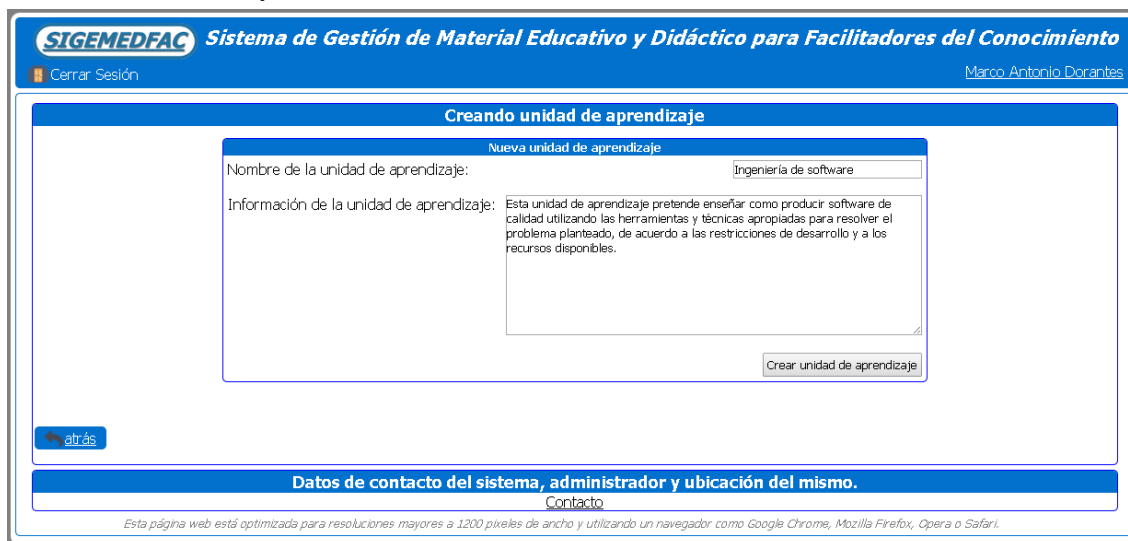 SIGEMEDFAC Sistema de Gestión de Material Educativo y Didáctico para Facilitadores del Conocimiento
Cerrar Sesión Marco Antonio Dorantes
Creando unidad de aprendizaje
Nueva unidad de aprendizaje
Nombre de la unidad de aprendizaje: Ingeniería de software
Información de la unidad de aprendizaje: Esta unidad de aprendizaje pretende enseñar como producir software de
calidad utilizando las herramientas y técnicas apropiadas para resolver el
problema planteado, de acuerdo a las restricciones de desarrollo y a los
recursos disponibles.
Crear unidad de aprendizaje
atrás
Datos de contacto del sistema, administrador y ubicación del mismo.
Contacto
Esta página web está optimizada para resoluciones mayores a 1200 pixeles de ancho y utilizando un navegador como Google Chrome, Mozilla Firefox, Opera o Safari.